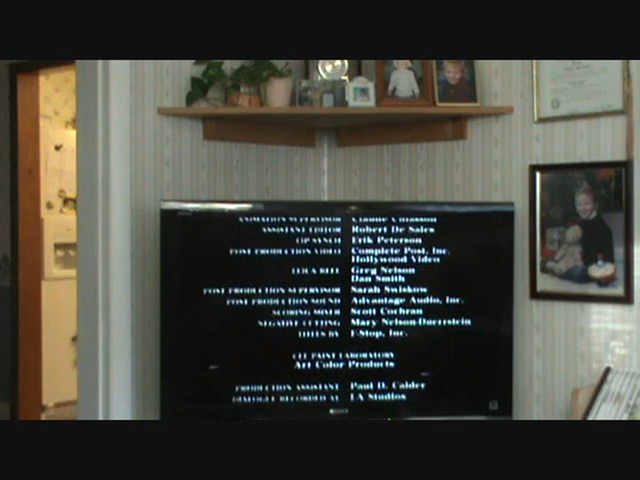 ANIMATION SUPERVISOR Claude Chiasson
ASSISTANT EDITOR Robert De Sales
LIP SYNCH Erik Peterson
POST PRODUCTION VIDEO Complete Post, Inc.
Hollywood Video
LEICA REEL Greg Nelson
Dan Smith
POST PRODUCTION SUPERVISOR Sarah Swiskow
POST PRODUCTION SOUND Advantage Audio, Inc.
SCORING MIXER Scott Cochran
NEGATIVE CUTTING Mary Nelson-Duerrstein
TITLES BY F-Stop, Inc.
CEL PAINT LABORATORY
Art Color Products
PRODUCTION ASSISTANT Paul D. Calder
DIALOGUE RECORDED AT LA Studios
SONY